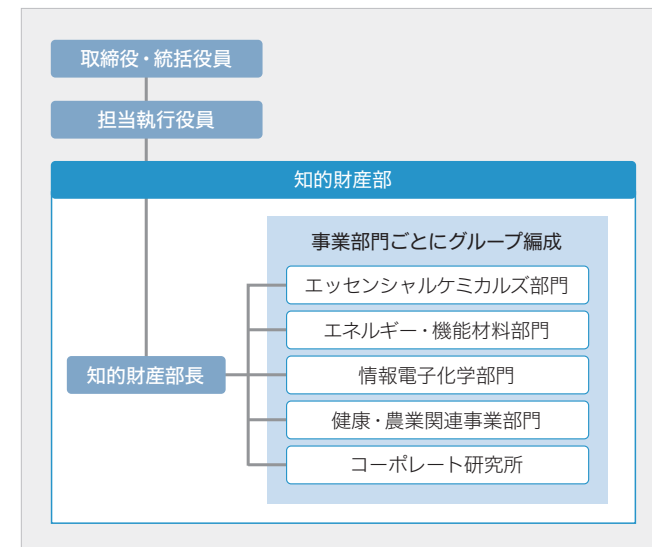 取締役・統括役員
担当執行役員
知的財産部
事業部門ごとにグループ編成
エッセンシャルケミカルズ部門
エネルギー・機能材料部門
知的財産部長
情報電子化学部門
健康・農業関連事業部門
コーポレート研究所